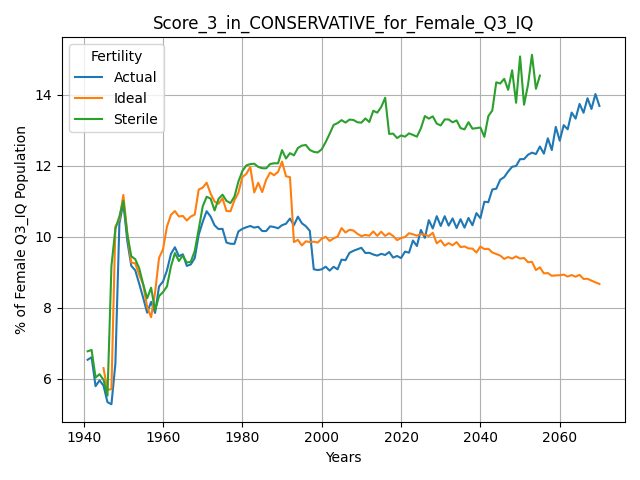 Score_3_in_CONSERVATIVE_for_Female_Q3_IQ
Fertility
Actual
Ideal
Sterile
% of Female Q3_IQ Population
14
12
10
8
6
1940
1960
1980
2000
2020
2040
2060
Years